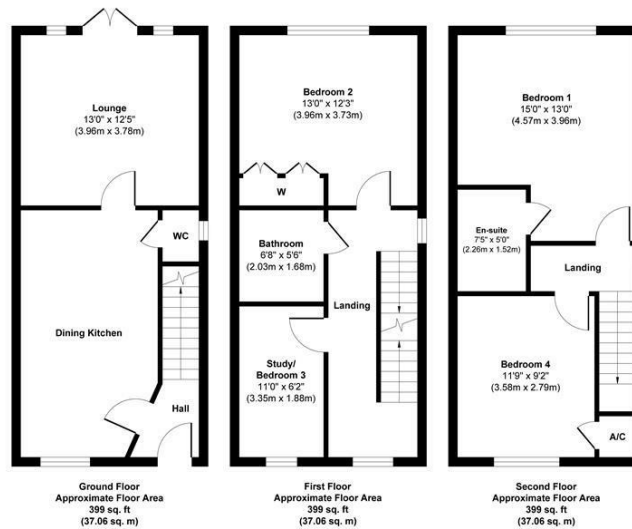 Lounge
13'0" x 12'5"
(3.96m x 3.78m)
WC
Dining Kitchen
Hall
Ground Floor
Approximate Floor Area
399 sq. ft
(37.06 sq. m)
Bedroom 2
13'0" x 12'3"
(3.96m x 3.73m)
W
Bathroom
6'8" x 5'6"
(2.03m x 1.68m)
Landing
Study/
Bedroom 3
11'0" x 6'2"
(3.35m x 1.88m)
First Floor
Approximate Floor Area
399 sq. ft
(37.06 sq. m)
Bedroom 1
15'0" x 13'0"
(4.57m x 3.96m)
En-suite
7'5" x 5'0"
(2.26m x 1.52m)
Landing
Bedroom 4
11'9" x 9'2"
(3.58m x 2.79m)
A/C
Second Floor
Approximate Floor Area
399 sq. ft
(37.06 sq. m)